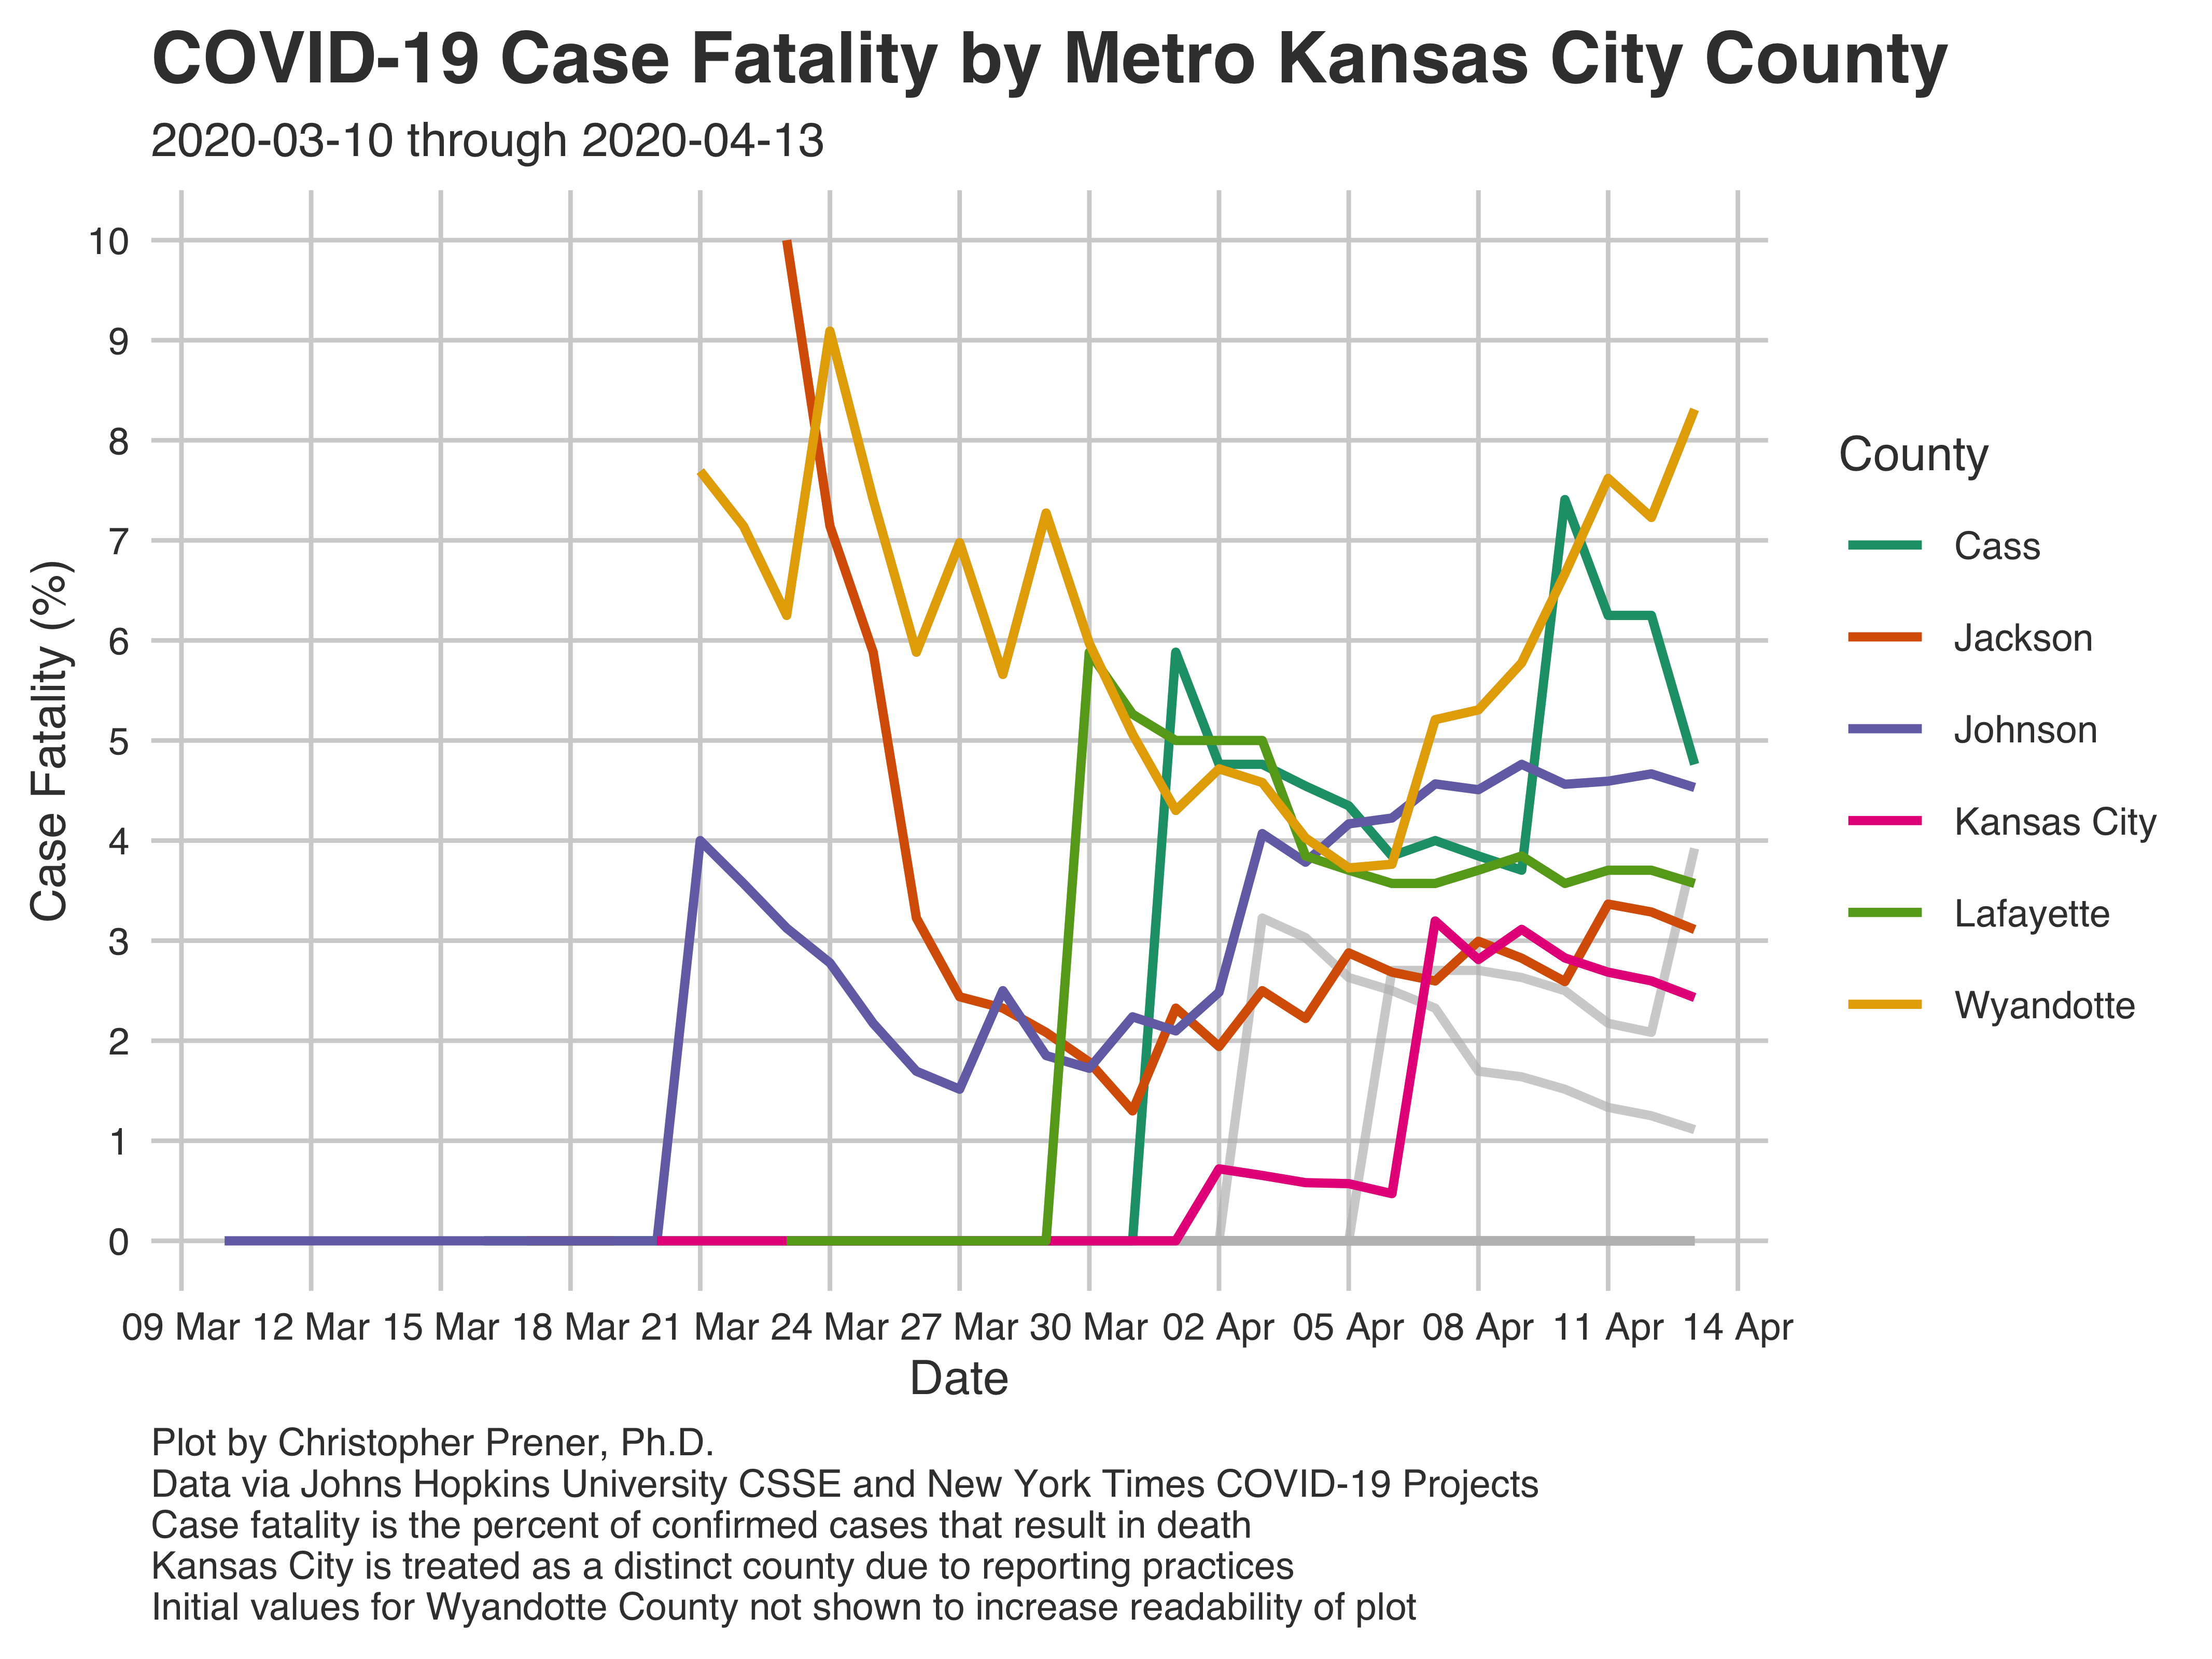 COVID-19 Case Fatality by Metro Kansas City County
2020-03-10 through 2020-04-13
10
9
8
7
6
5
4
3
2
1
0
Case Fatality (%)
09 Mar 12 Mar 15 Mar 18 Mar 21 Mar 24 Mar 27 Mar 30 Mar 02 Apr 05 Apr 08 Apr 11 Apr 14 Apr
Date
County
Cass
Jackson
Johnson
Kansas City
Lafayette
Wyandotte
Plot by Christopher Prener, Ph.D.
Data via Johns Hopkins University CSSE and New York Times COVID-19 Projects
Case fatality is the percent of confirmed cases that result in death
Kansas City is treated as a distinct county due to reporting practices
Initial values for Wyandotte County not shown to increase readability of plot